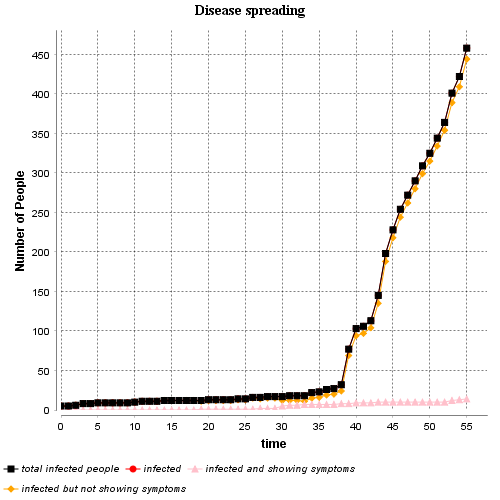 Disease spreading
Number of People
450
400
350
300
250
200
150
100
50
0
0 5 10 15 20 25 30 35 40 45 50 55
time
total infected people infected infected and showing symptoms
infected but not showing symptoms